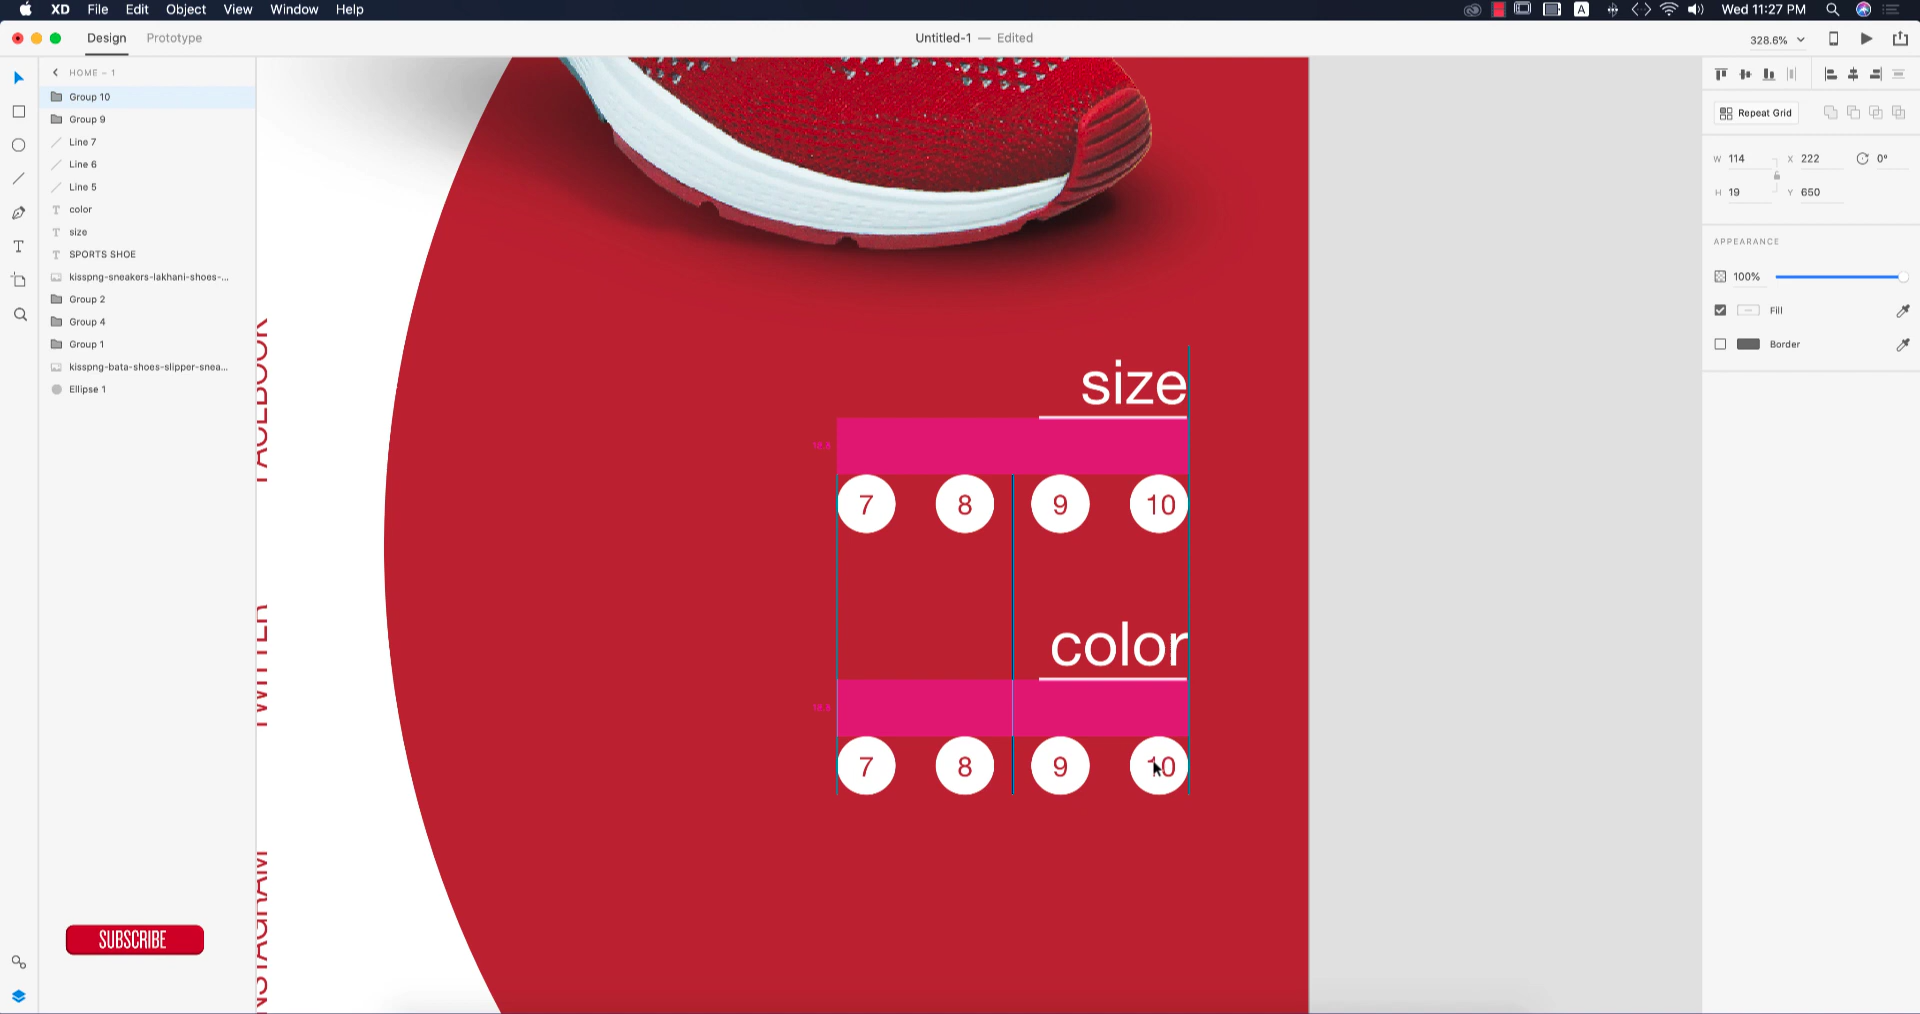 XD File Edit Object View Window Help
A
Wed 11:27 PM
Design Prototype
Untitled-1 — Edited
328.6%
HOME – 1
Group 10
Group 9
Line 7
Line 6
Line 5
T color
T size
T SPORTS SHOE
kisspng-sneakers-lakhani-shoes-...
Group 2
Group 4
Group 1
kisspng-bata-shoes-slipper-snea...
Ellipse 1
SUBSCRIBE
FACEBOOK
TWITTER
INSTAGRAM
size
7 8 9 10
color
7 8 9 10
Repeat Grid
W 114 X 222 0°
H 19 Y 650
APPEARANCE
100%
Fill
Border